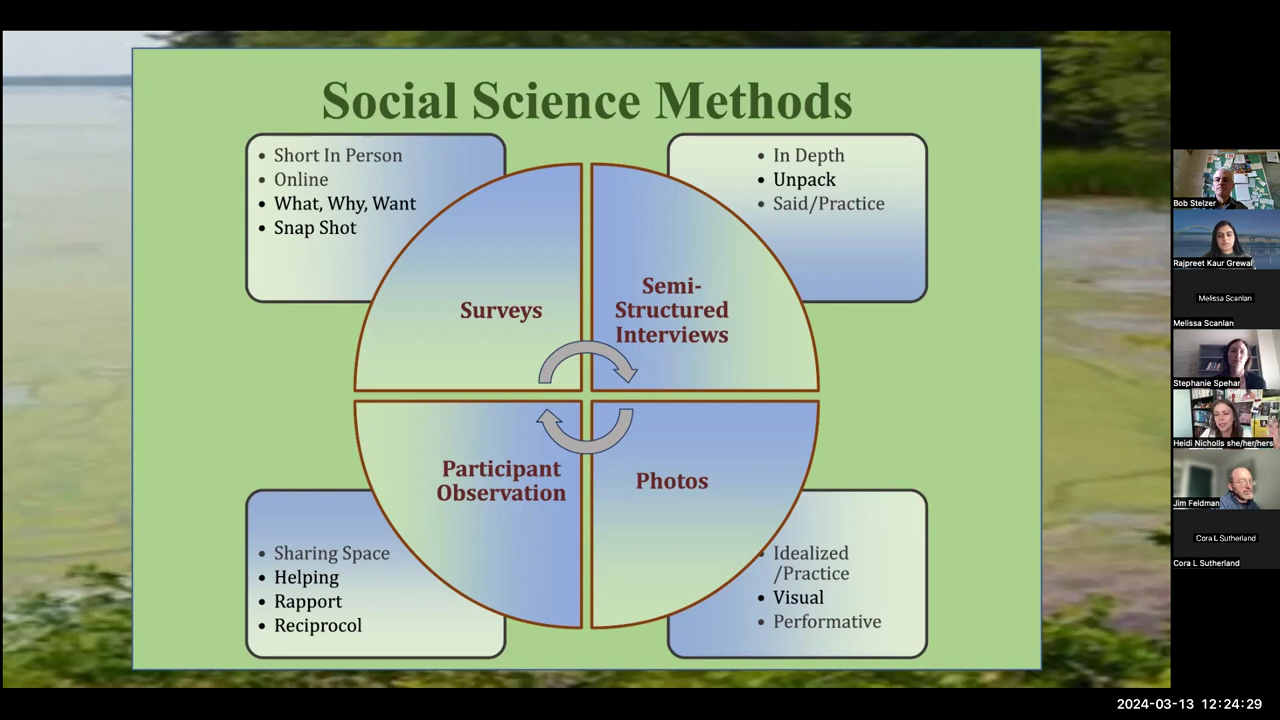 Social Science Methods
• Short In Person
• Online
• What, Why, Want
• Snap Shot
• In Depth
• Unpack
• Said/Practice
Surveys
Semi-
Structured
Interviews
Participant
Observation
Photos
• Sharing Space
• Helping
• Rapport
• Reciprocol
• Idealized
/Practice
• Visual
• Performative
Bob Stelzer
Rajpreet Kaur Grewal
Melissa Scanlan
Melissa Scanlan
Stephanie Spehar
Heidi Nicholls she/her/hers
Jim Feldman
Cora L Sutherland
Cora L Sutherland
2024-03-13 12:24:29